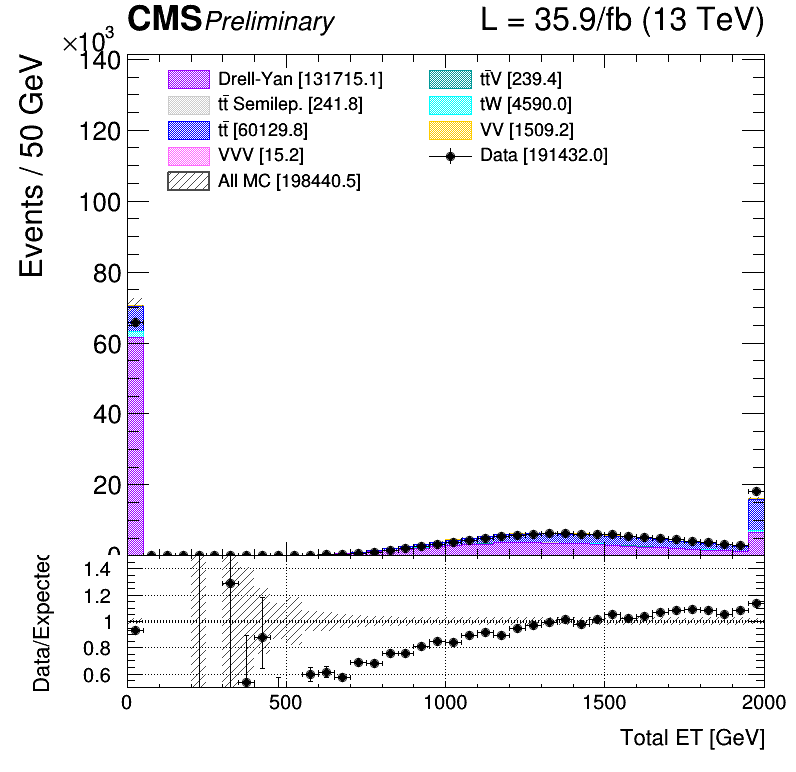 CMS Preliminary L = 35.9/fb (13 TeV)
×10³
Events / 50 GeV
140
120
100
80
60
40
20
0
Drell-Yan [131715.1]
tt̄ Semilep. [241.8]
tt̄ [60129.8]
VVV [15.2]
All MC [198440.5]
tt̄V [239.4]
tW [4590.0]
VV [1509.2]
Data [191432.0]
Data/Expected
1.4
1.2
1
0.8
0.6
0 500 1000 1500 2000
Total ET [GeV]